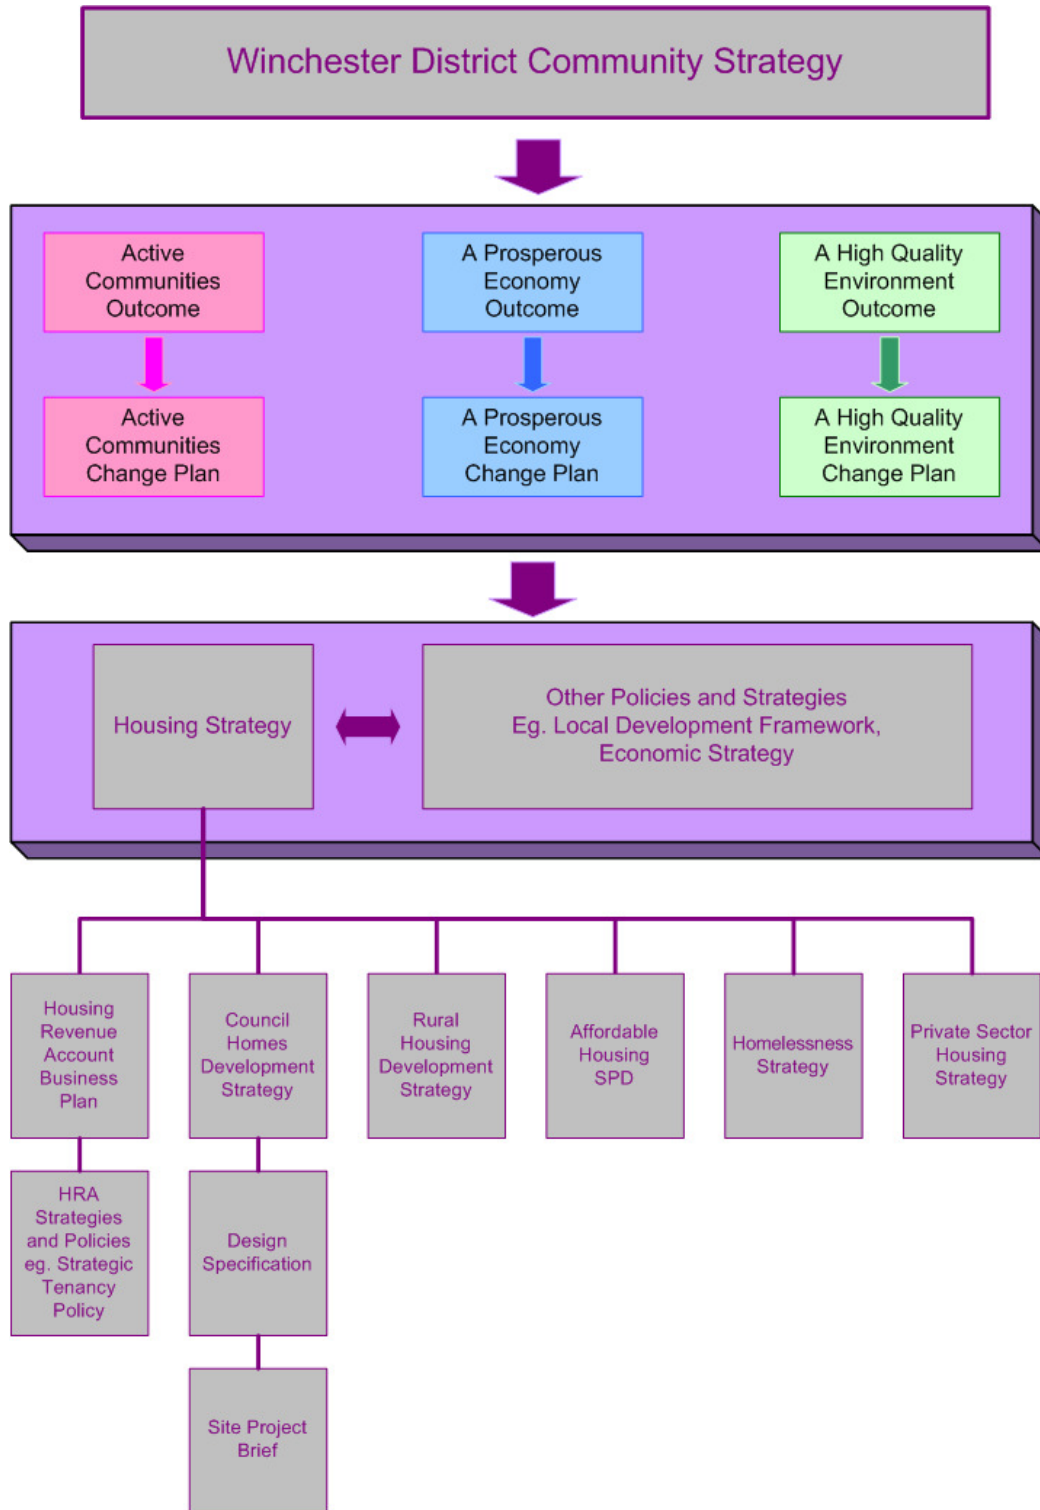 Winchester District Community Strategy
Active
Communities
Outcome
A Prosperous
Economy
Outcome
A High Quality
Environment
Outcome
Active
Communities
Change Plan
A Prosperous
Economy
Change Plan
A High Quality
Environment
Change Plan
Housing Strategy
Other Policies and Strategies
Eg. Local Development Framework,
Economic Strategy
Housing
Revenue
Account
Business
Plan
Council
Homes
Development
Strategy
Rural
Housing
Development
Strategy
Affordable
Housing
SPD
Homelessness
Strategy
Private Sector
Housing
Strategy
HRA
Strategies
and Policies
eg. Strategic
Tenancy
Policy
Design
Specification
Site Project
Brief